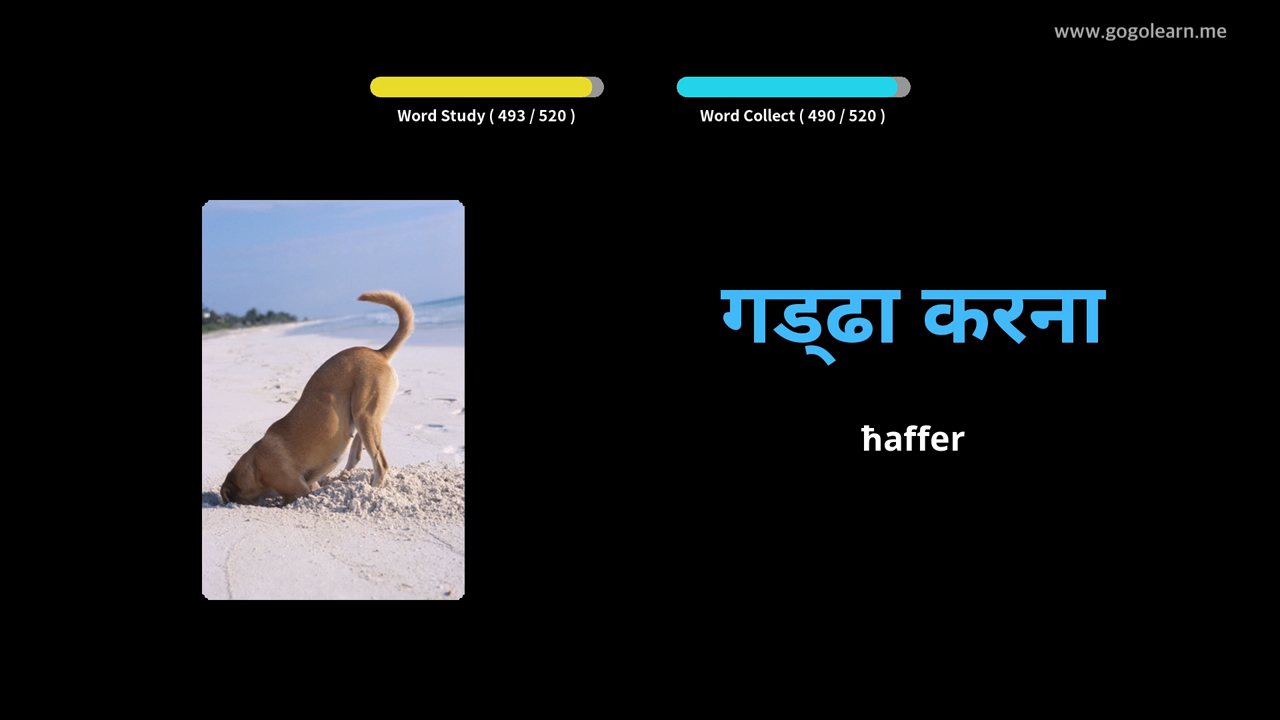 www.gogolearn.me
Word Study ( 493 / 520 )
Word Collect ( 490 / 520 )
गड्ढा करना
ħaffer